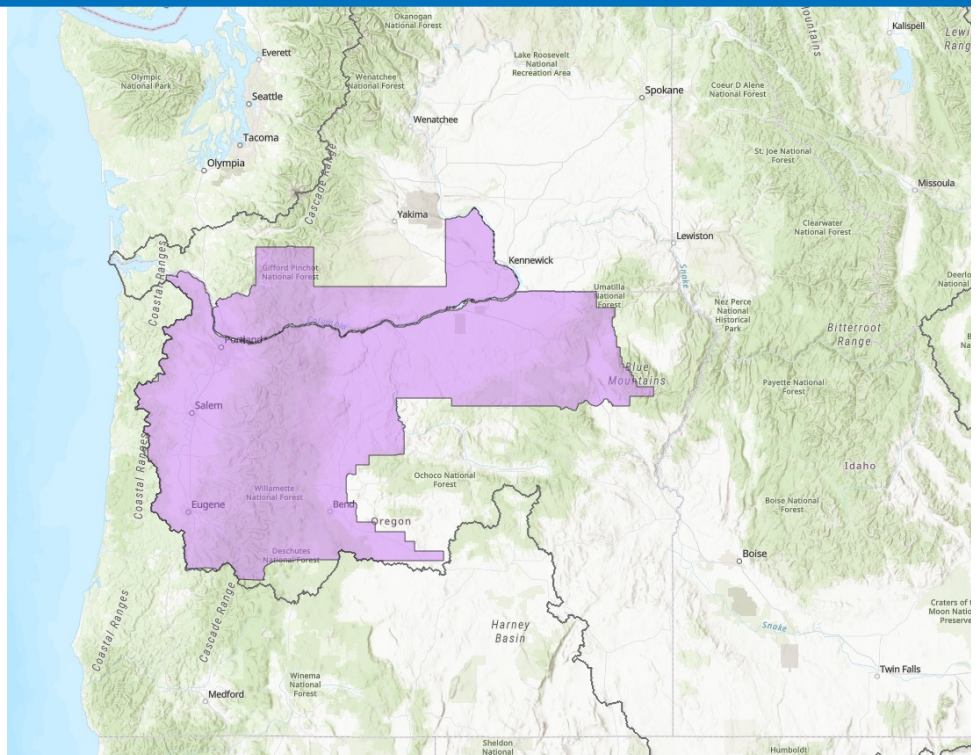 Okanogan
National Forest
Kalispell
Lewi
Rang
Mountains
Everett
Olympic
National Park
Lake Roosevelt
National
Recreation Area
Wenatchee
National Forest
Seattle
Spokane
Coeur D Alene
National Forest
Wenatchee
Tacoma
St. Joe National
Forest
Olympia
Cascade Range
Missoula
Yakima
Clearwater
National Forest
Lewiston
Kennewick
Coastal Ranges
Gifford Pinchot
National Forest
Snake
Deerlo
National
Umatilla
National
Forest
Nez Perce
National
Historical
Park
Bitterroot
Range
Columbia
Portland
Blue
Mountains
Payette National
Forest
Salem
Coastal Ranges
Idaho
Ochoco National
Forest
Willamette
National Forest
Boise National
Forest
Eugene
Bend
Oregon
Deschutes
National Forest
Boise
Coastal Ranges
Cascade Range
Craters of t
Moon Natio
Preserve
Harney
Basin
Snake
Twin Falls
Winema
National
Forest
Medford
Sheldon
National
Humboldt